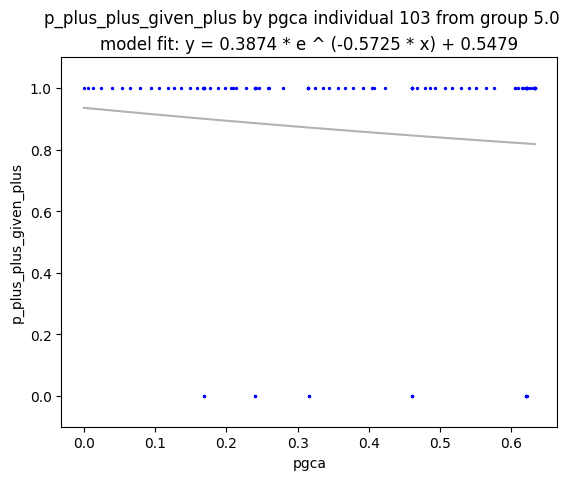 p_plus_plus_given_plus by pgca individual 103 from group 5.0
model fit: y = 0.3874 * e ^ (-0.5725 * x) + 0.5479
1.0
0.8
0.6
0.4
0.2
0.0
p_plus_plus_given_plus
0.0 0.1 0.2 0.3 0.4 0.5 0.6
pgca